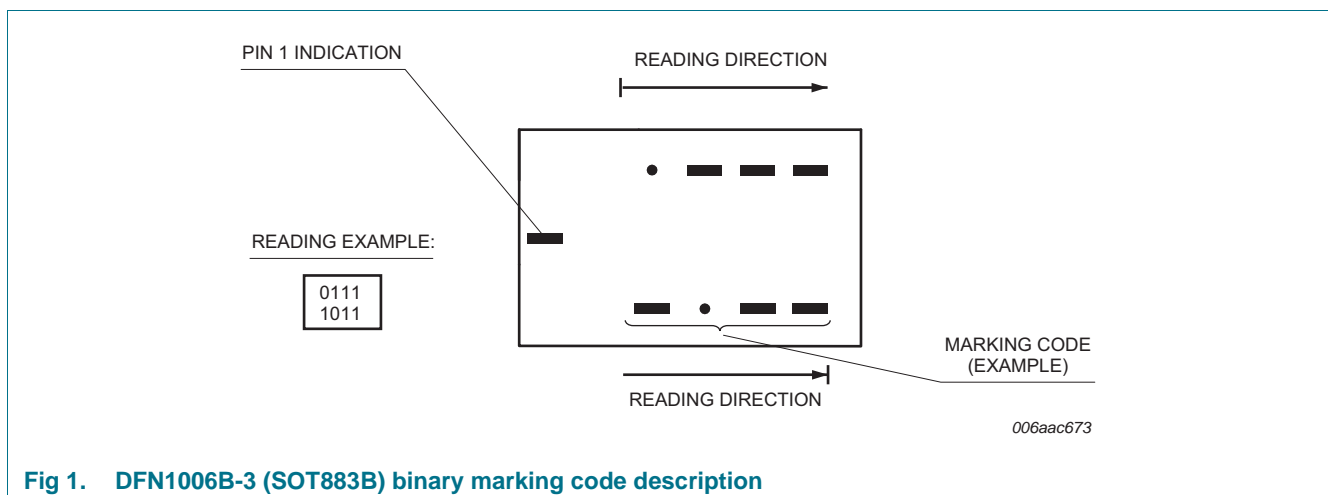 PIN 1 INDICATION
READING DIRECTION
READING EXAMPLE:
0111
1011
MARKING CODE
(EXAMPLE)
READING DIRECTION
006aac673
Fig 1. DFN1006B-3 (SOT883B) binary marking code description